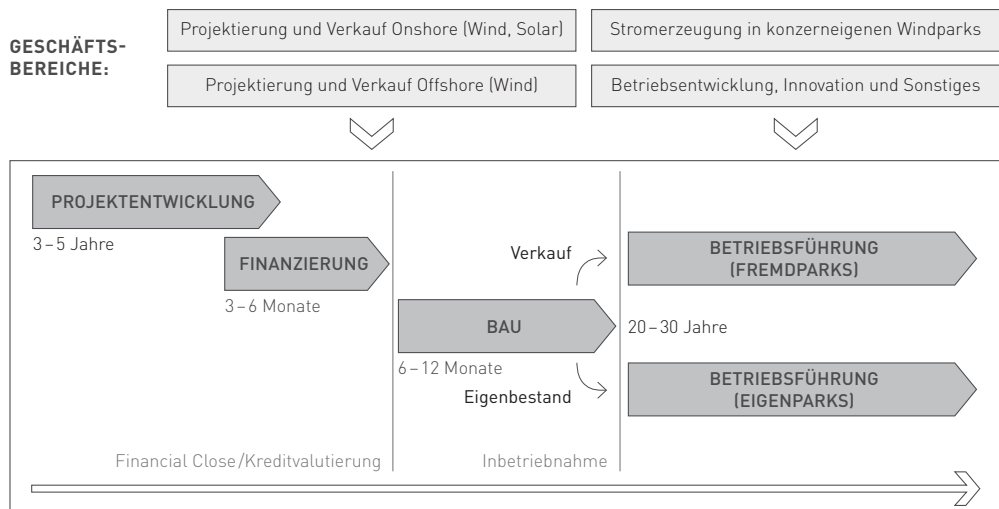 GESCHÄFTS-
BEREICHE:
Projektierung und Verkauf Onshore (Wind, Solar)
Stromerzeugung in konzerneigenen Windparks
Projektierung und Verkauf Offshore (Wind)
Betriebsentwicklung, Innovation und Sonstiges
PROJEKTENTWICKLUNG
3–5 Jahre
FINANZIERUNG
3–6 Monate
BAU
6–12 Monate
Verkauf
Eigenbestand
BETRIEBSFÜHRUNG
(FREMDPARKS)
20–30 Jahre
BETRIEBSFÜHRUNG
(EIGENPARKS)
Financial Close/Kreditvalutierung
Inbetriebnahme